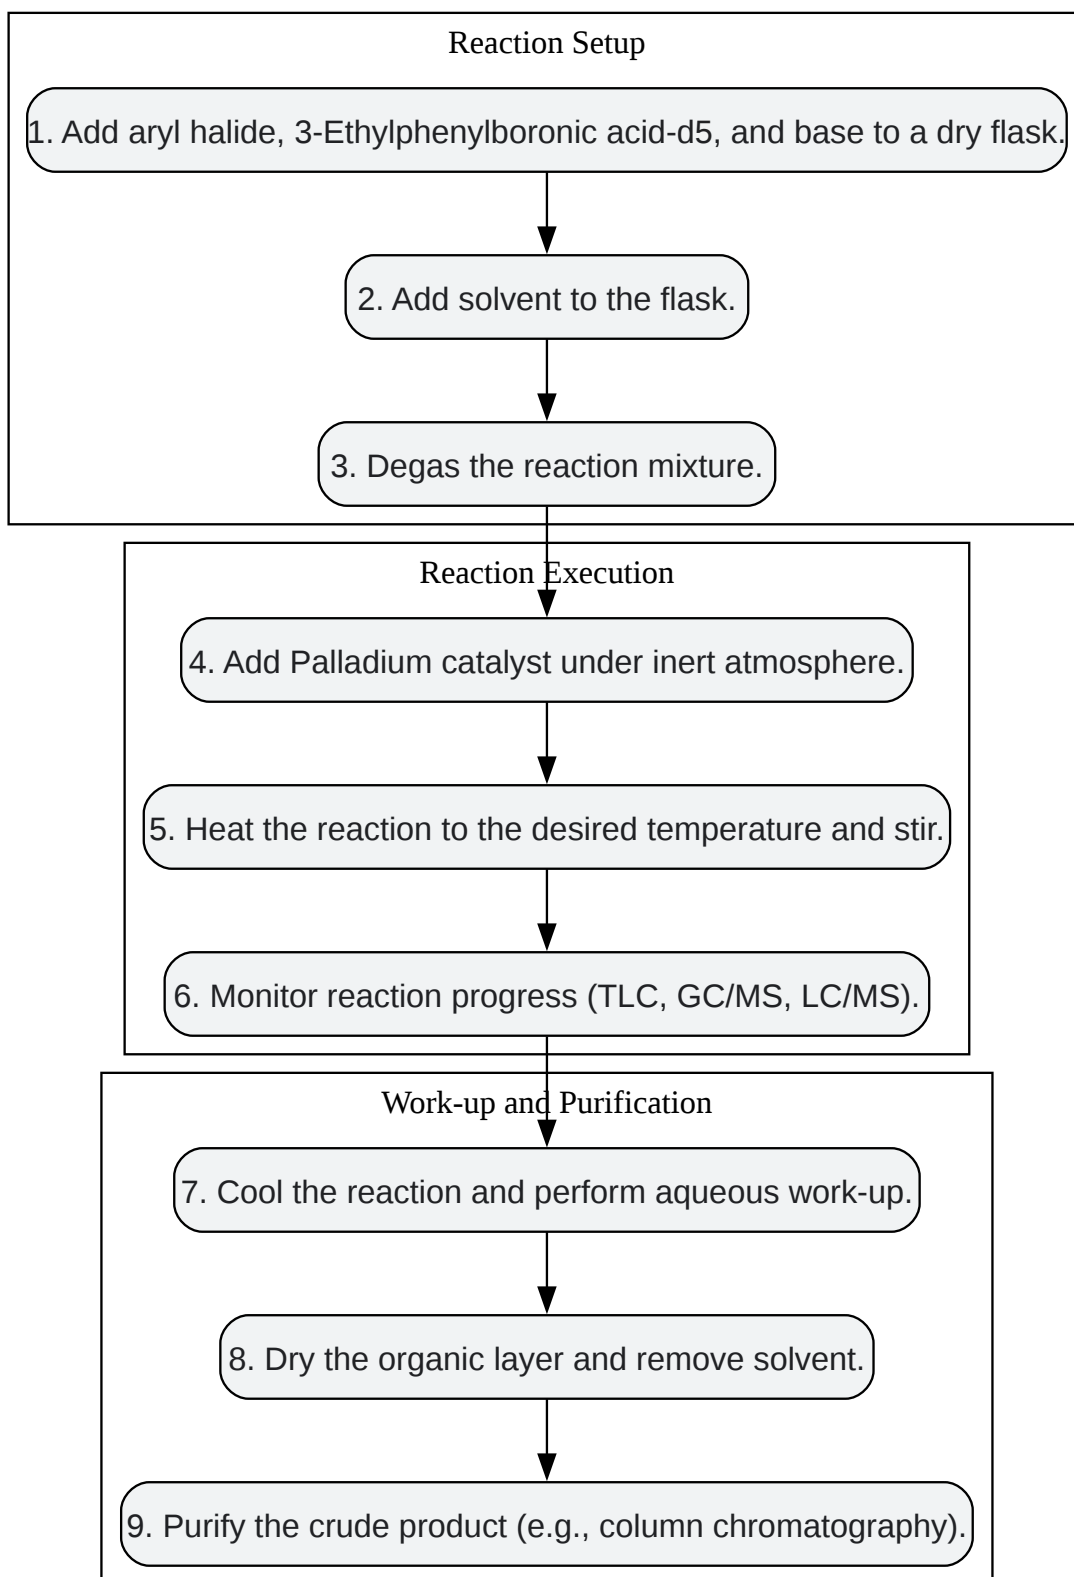 Reaction Setup
1. Add aryl halide, 3-Ethylphenylboronic acid-d5, and base to a dry flask.
2. Add solvent to the flask.
3. Degas the reaction mixture.
Reaction Execution
4. Add Palladium catalyst under inert atmosphere.
5. Heat the reaction to the desired temperature and stir.
6. Monitor reaction progress (TLC, GC/MS, LC/MS).
Work-up and Purification
7. Cool the reaction and perform aqueous work-up.
8. Dry the organic layer and remove solvent.
9. Purify the crude product (e.g., column chromatography).